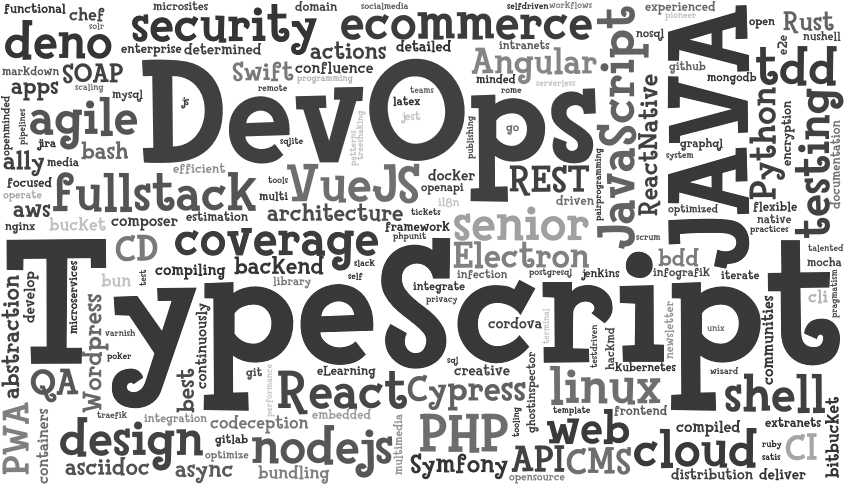 functional
chef
solr
microsites
domain
socialmedia
selfdriven
workflows
experienced
pioneer
deno
security
ecommerce
JAVA
open
Rust
nosql
e2e
nushell
enterprise
determined
actions
detailed
intranets
markdown
SOAP
DevOps
Swift
confluence
Angular
minded
JavaScript
github
mongodb
tdd
scaling
apps
mysql
js
remote
programming
teams
latex
jest
rome
serverless
ReactNative
Python
encryption
testing
openminded
pipelines
agile
sqlite
patterns
treeshaking
publishing
go
graphql
system
documentation
jira
ally
media
bash
efficient
focused
operate
fullstack
tools
VueJS
docker
REST
pairprogramming
multi
openapi
i18n
driven
aws
architecture
tickets
optimized
flexible
native
practices
nginx
bucket
composer
estimation
framework
phpunit
senior
scrum
CD
coverage
Electron
bdd
talented
mocha
compiling
backend
slack
self
infection
postgresql
jenkins
infografik
iterate
bun
test
library
integrate
privacy
cli
pragmatism
develop
microservices
TypeScript
abstraction
Wordpress
varnish
poker
continuously
cordova
terminal
testdriven
hackmd
newsletter
unix
communities
QA
best
git
performance
eLearning
sql
creative
ghostinspector
Kubernetes
wizard
PWA
containers
traefik
integration
React
embedded
Cypress
linux
shell
template
frontend
codeception
multimedia
tooling
bitbucket
design
gitlab
optimize
nodejs
PHP
web
compiled
extranets
asciidoc
async
bundling
Symfony
API
CMS
cloud
ruby
satis
CI
opensource
distribution
deliver